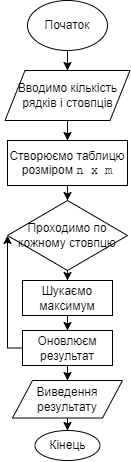 Початок
Вводимо кількість
рядків і стовпців
Створюємо таблицю
розміром n x m
Проходимо по
кожному стовпцю
Шукаємо
максимум
Оновлюєм
результат
Виведення
результату
Кінець